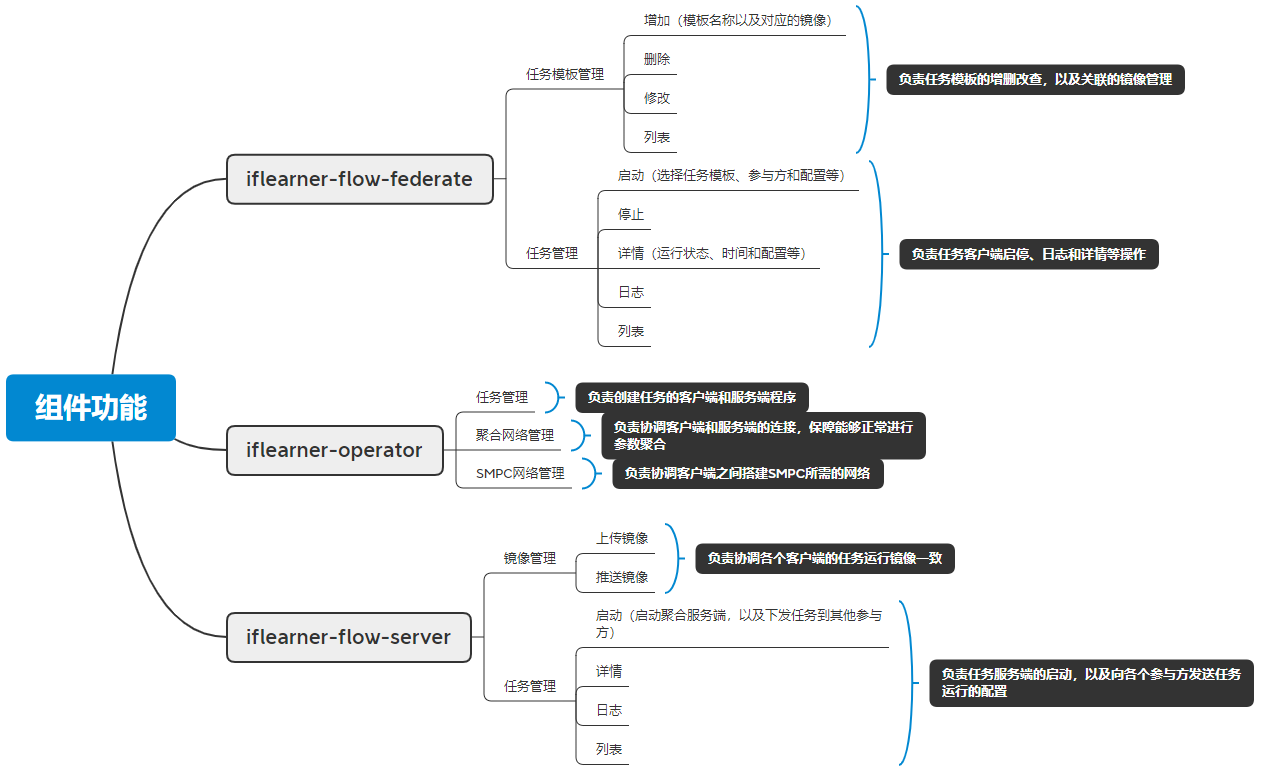 组件功能
iflearner-flow-federate
任务模板管理
增加（模板名称以及对应的镜像）
删除
修改
列表
负责任务模板的增删改查，以及关联的镜像管理
任务管理
启动（选择任务模板、参与方和配置等）
停止
详情（运行状态、时间和配置等）
日志
列表
负责任务客户端启停、日志和详情等操作
iflearner-operator
任务管理
负责创建任务的客户端和服务端程序
聚合网络管理
负责协调客户端和服务端的连接，保障能够正常进行
参数聚合
SMPC网络管理
负责协调客户端之间搭建SMPC所需的网络
iflearner-flow-server
镜像管理
上传镜像
推送镜像
负责协调各个客户端的任务运行镜像一致
任务管理
启动（启动聚合服务端，以及下发任务到其他参与
方）
详情
日志
列表
负责任务服务端的启动，以及向各个参与方发送任务
运行的配置